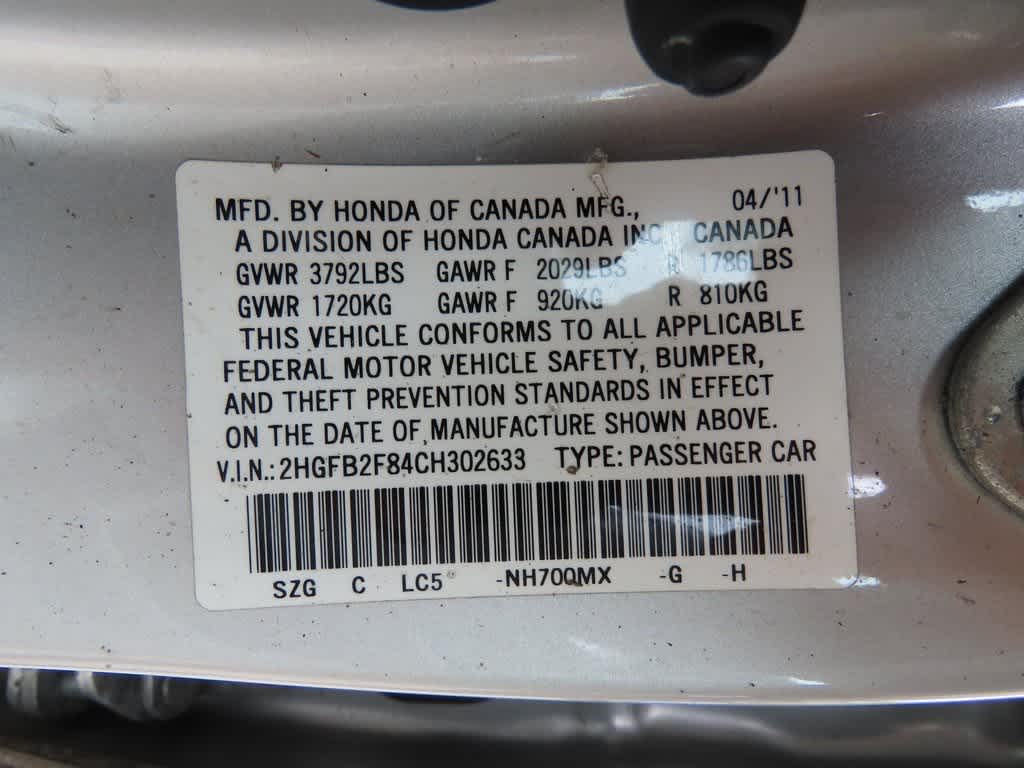 MFD. BY HONDA OF CANADA MFG., 04/'11
A DIVISION OF HONDA CANADA INC CANADA
GVWR 3792LBS GAWR F 2029LBS R 1786LBS
GVWR 1720KG GAWR F 920KG R 810KG
THIS VEHICLE CONFORMS TO ALL APPLICABLE
FEDERAL MOTOR VEHICLE SAFETY, BUMPER,
AND THEFT PREVENTION STANDARDS IN EFFECT
ON THE DATE OF MANUFACTURE SHOWN ABOVE.
V.I.N.: 2HGFB2F84CH302633 TYPE: PASSENGER CAR
SZG C LC5 -NH700MX -G -H